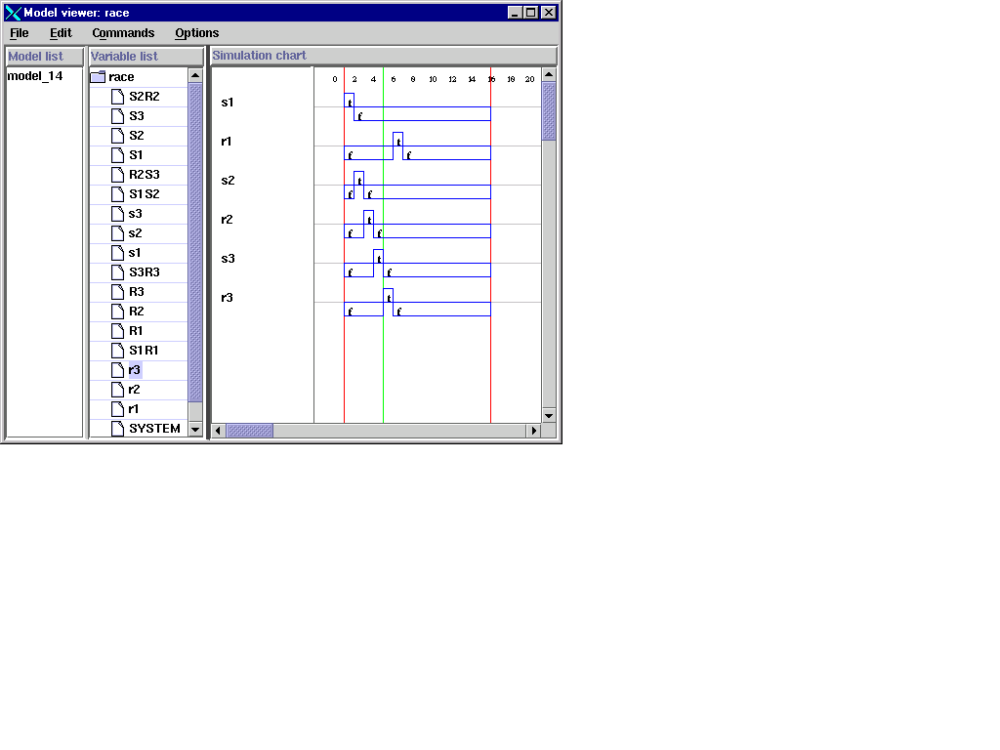 Model viewer: race
File Edit Commands Options
Model list
model_14
Variable list
race
S2R2
S3
S2
S1
R2S3
S1S2
s3
s2
s1
S3R3
R3
R2
R1
S1R1
r3
r2
r1
SYSTEM
Simulation chart
0 2 4 6 8 10 12 14 16 18 20
s1 t f
r1 f t f
s2 f t f
r2 f t f
s3 f t f
r3 f t f